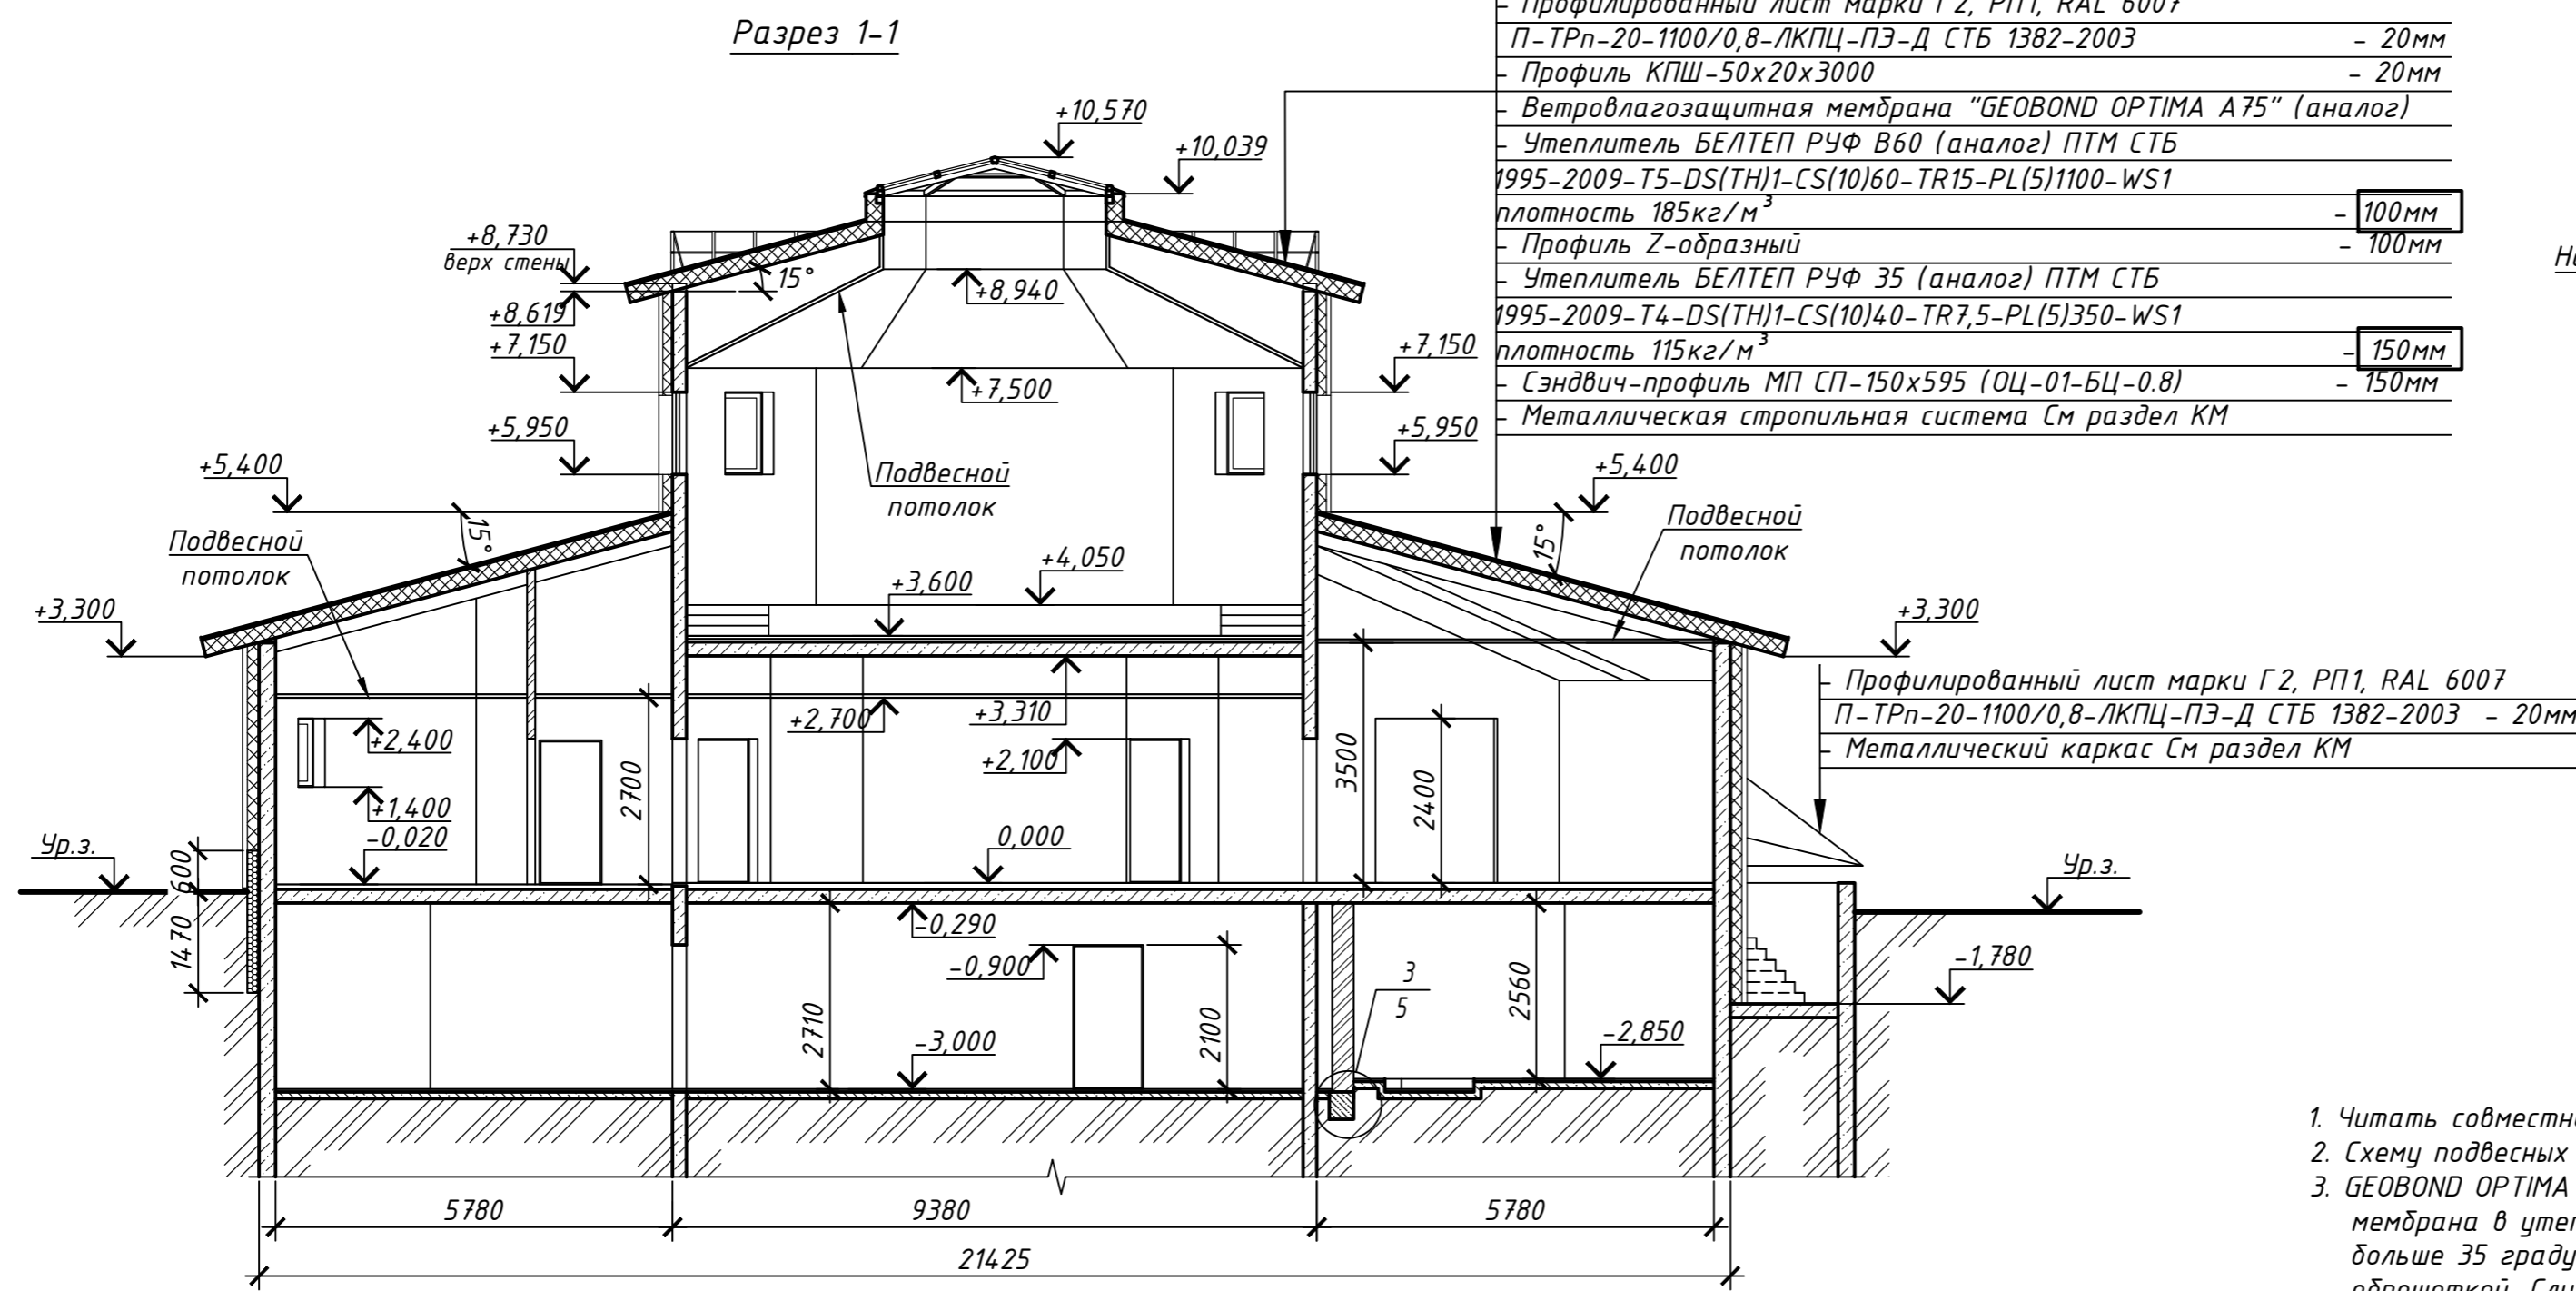 Разрез 1-1
- Профилированный лист марки Г2, РП1, RAL 6007
П-ТРп-20-1100/0,8-ЛКПЦ-ПЭ-Д СТБ 1382-2003 - 20мм
- Профиль КПШ-50х20х3000 - 20мм
- Ветровлагозащитная мембрана "GEOBOND OPTIMA A75" (аналог)
- Утеплитель БЕЛТЕП РУФ В60 (аналог) ПТМ СТБ
1995-2009-Т5-DS(TH)1-CS(10)60-TR15-PL(5)1100-WS1
плотность 185кг/м³ - 100мм
- Профиль Z-образный - 100мм
- Утеплитель БЕЛТЕП РУФ 35 (аналог) ПТМ СТБ
1995-2009-Т4-DS(TH)1-CS(10)40-TR7,5-PL(5)350-WS1
плотность 115кг/м³ - 150мм
- Сэндвич-профиль МП СП-150х595 (ОЦ-01-БЦ-0.8) - 150мм
- Металлическая стропильная система См раздел КМ
+10,570
+10,039
+8,730
верх стены
15°
+8,940
+8,619
+7,150
+7,150
+7,500
+5,950
+5,950
+5,400
Подвесной
потолок
+5,400
15°
Подвесной
потолок
Подвесной
потолок
15°
+4,050
+3,600
+3,300
+3,300
- Профилированный лист марки Г2, РП1, RAL 6007
П-ТРп-20-1100/0,8-ЛКПЦ-ПЭ-Д СТБ 1382-2003 - 20мм
- Металлический каркас См раздел КМ
+2,700
+3,310
+2,400
+2,100
2700
3500
2400
+1,400
-0,020
0,000
Ур.з.
600
Ур.з.
1470
-0,290
-0,900
3
5
-1,780
2710
2100
2560
-3,000
-2,850
5780
9380
5780
21425
1. Читать совместн
2. Схему подвесных
3. GEOBOND OPTIMA
мембрана в уте
больше 35 граду